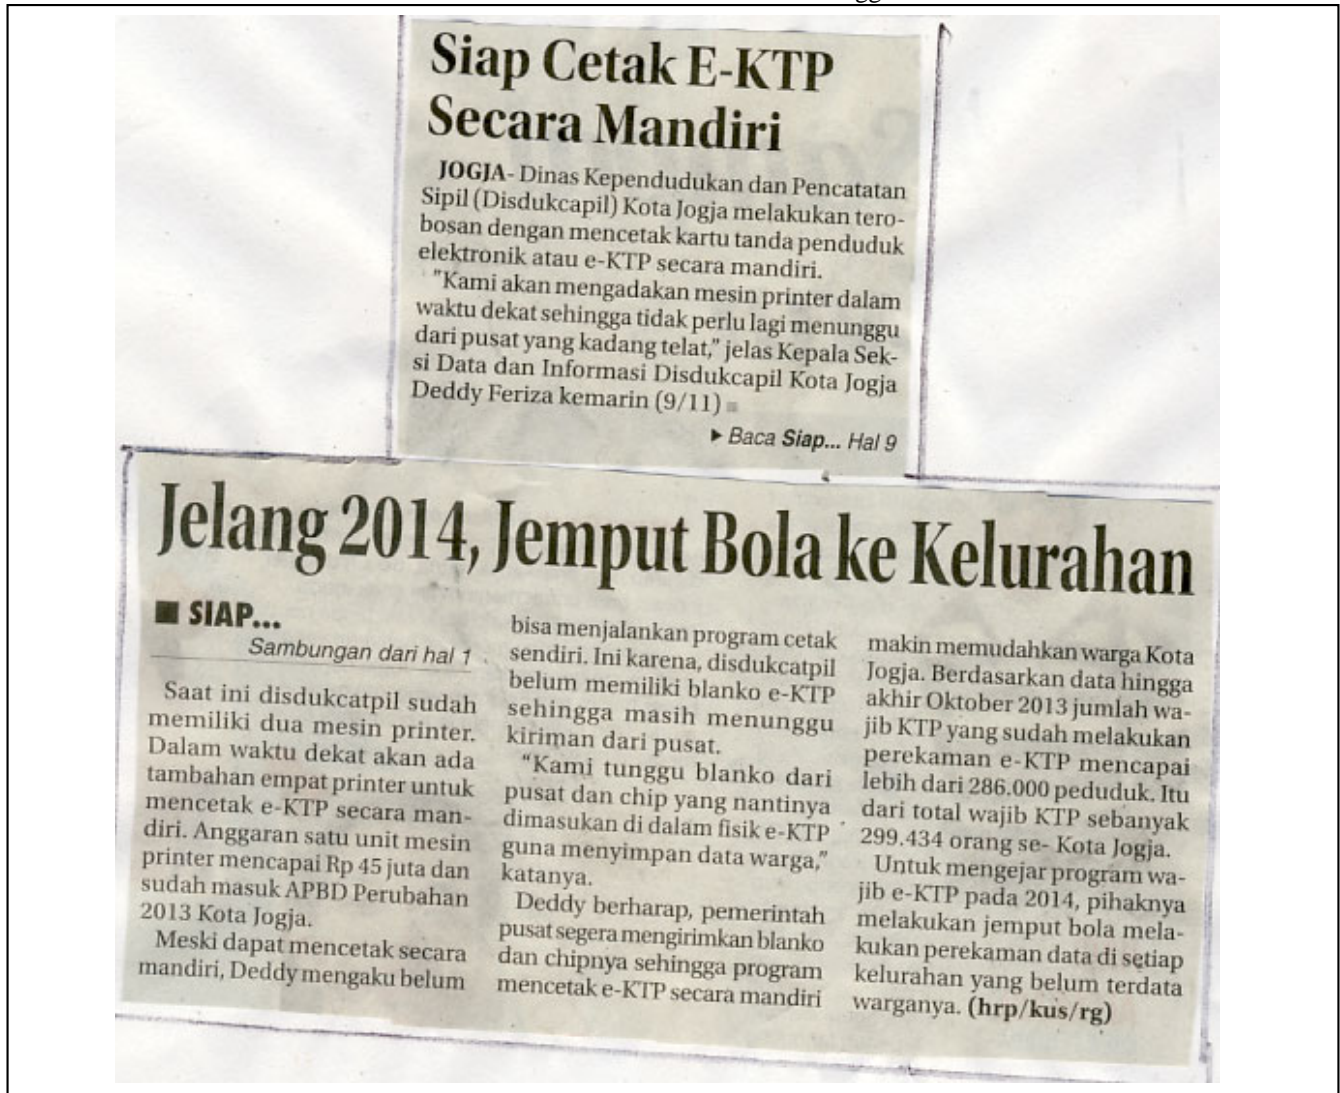 Siap Cetak E-KTP
Secara Mandiri
JOGJA- Dinas Kependudukan dan Pencatatan
Sipil (Disdukcapil) Kota Jogja melakukan tero-
bosan dengan mencetak kartu tanda penduduk
elektronik atau e-KTP secara mandiri.
"Kami akan mengadakan mesin printer dalam
waktu dekat sehingga tidak perlu lagi menunggu
dari pusat yang kadang telat," jelas Kepala Sek-
si Data dan Informasi Disdukcapil Kota Jogja
Deddy Feriza kemarin (9/11) ■
▶ Baca Siap... Hal 9
Jelang 2014, Jemput Bola ke Kelurahan
■ SIAP...
Sambungan dari hal 1
Saat ini disdukcatpil sudah
memiliki dua mesin printer.
Dalam waktu dekat akan ada
tambahan empat printer untuk
mencetak e-KTP secara man-
diri. Anggaran satu unit mesin
printer mencapai Rp 45 juta dan
sudah masuk APBD Perubahan
2013 Kota Jogja.
Meski dapat mencetak secara
mandiri, Deddy mengaku belum
bisa menjalankan program cetak
sendiri. Ini karena, disdukcatpil
belum memiliki blanko e-KTP
sehingga masih menunggu
kiriman dari pusat.
"Kami tunggu blanko dari
pusat dan chip yang nantinya
dimasukan di dalam fisik e-KTP
guna menyimpan data warga,"
katanya.
Deddy berharap, pemerintah
pusat segera mengirimkan blanko
dan chipnya sehingga program
mencetak e-KTP secara mandiri
makin memudahkan warga Kota
Jogja. Berdasarkan data hingga
akhir Oktober 2013 jumlah wa-
jib KTP yang sudah melakukan
perekaman e-KTP mencapai
lebih dari 286.000 peduduk. Itu
dari total wajib KTP sebanyak
299.434 orang se- Kota Jogja.
Untuk mengejar program wa-
jib e-KTP pada 2014, pihaknya
melakukan jemput bola mela-
kukan perekaman data di setiap
kelurahan yang belum terdata
warganya. (hrp/kus/rg)